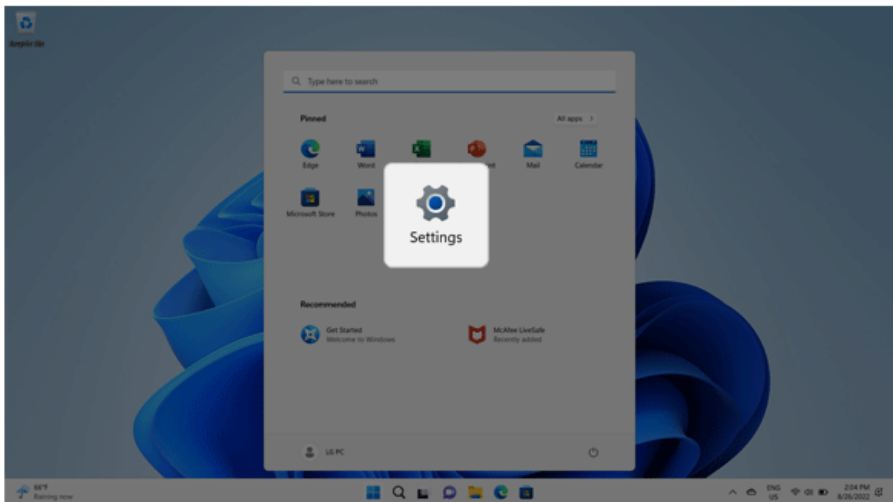 Recycle Bin
Type here to search
Pinned
All apps >
Edge
Word
Mail
Calendar
Microsoft Store
Photos
Settings
Recommended
Get Started
Welcome to Windows
McAfee LiveSafe
Recently added
LG PC
66°F
Raining now
ENG
US
2:04 PM
8/26/2022